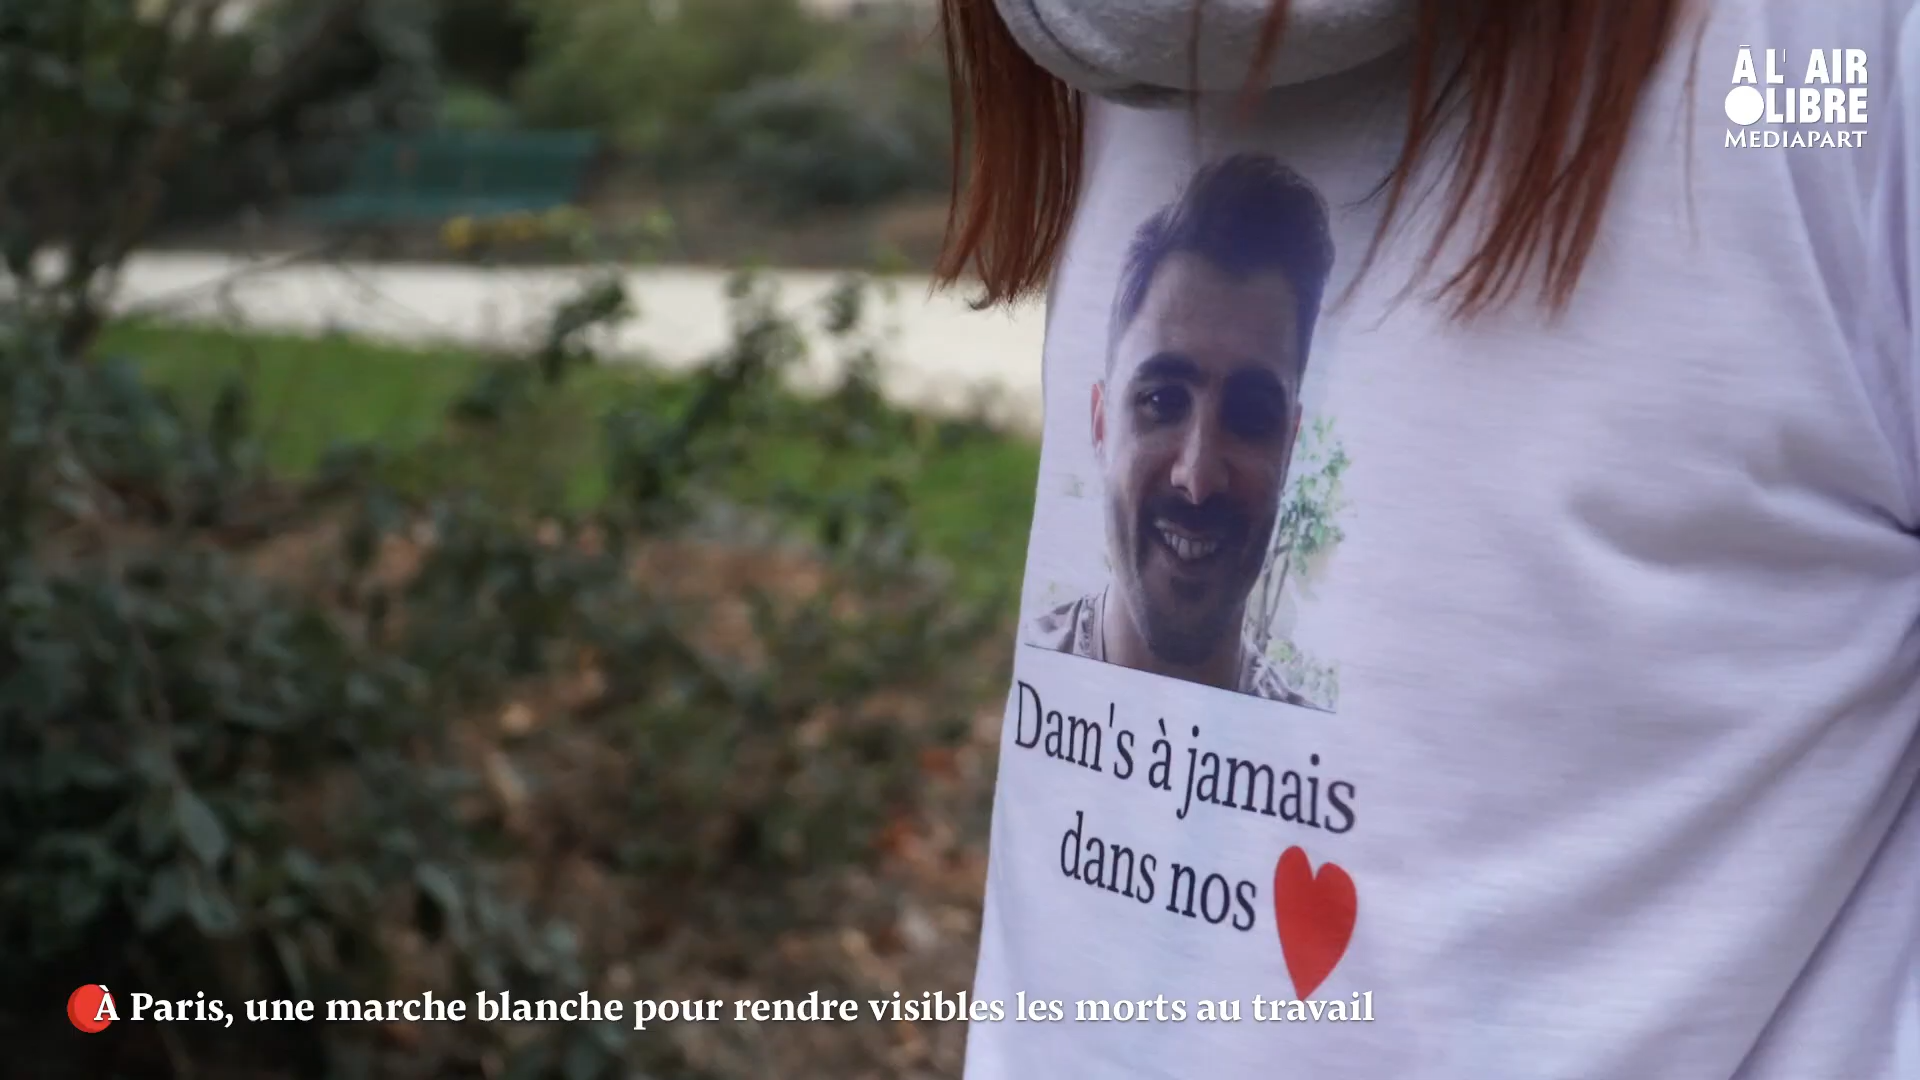 À L' AIR
LIBRE
MEDIAPART
Dam's à jamais
dans nos
À Paris, une marche blanche pour rendre visibles les morts au travail